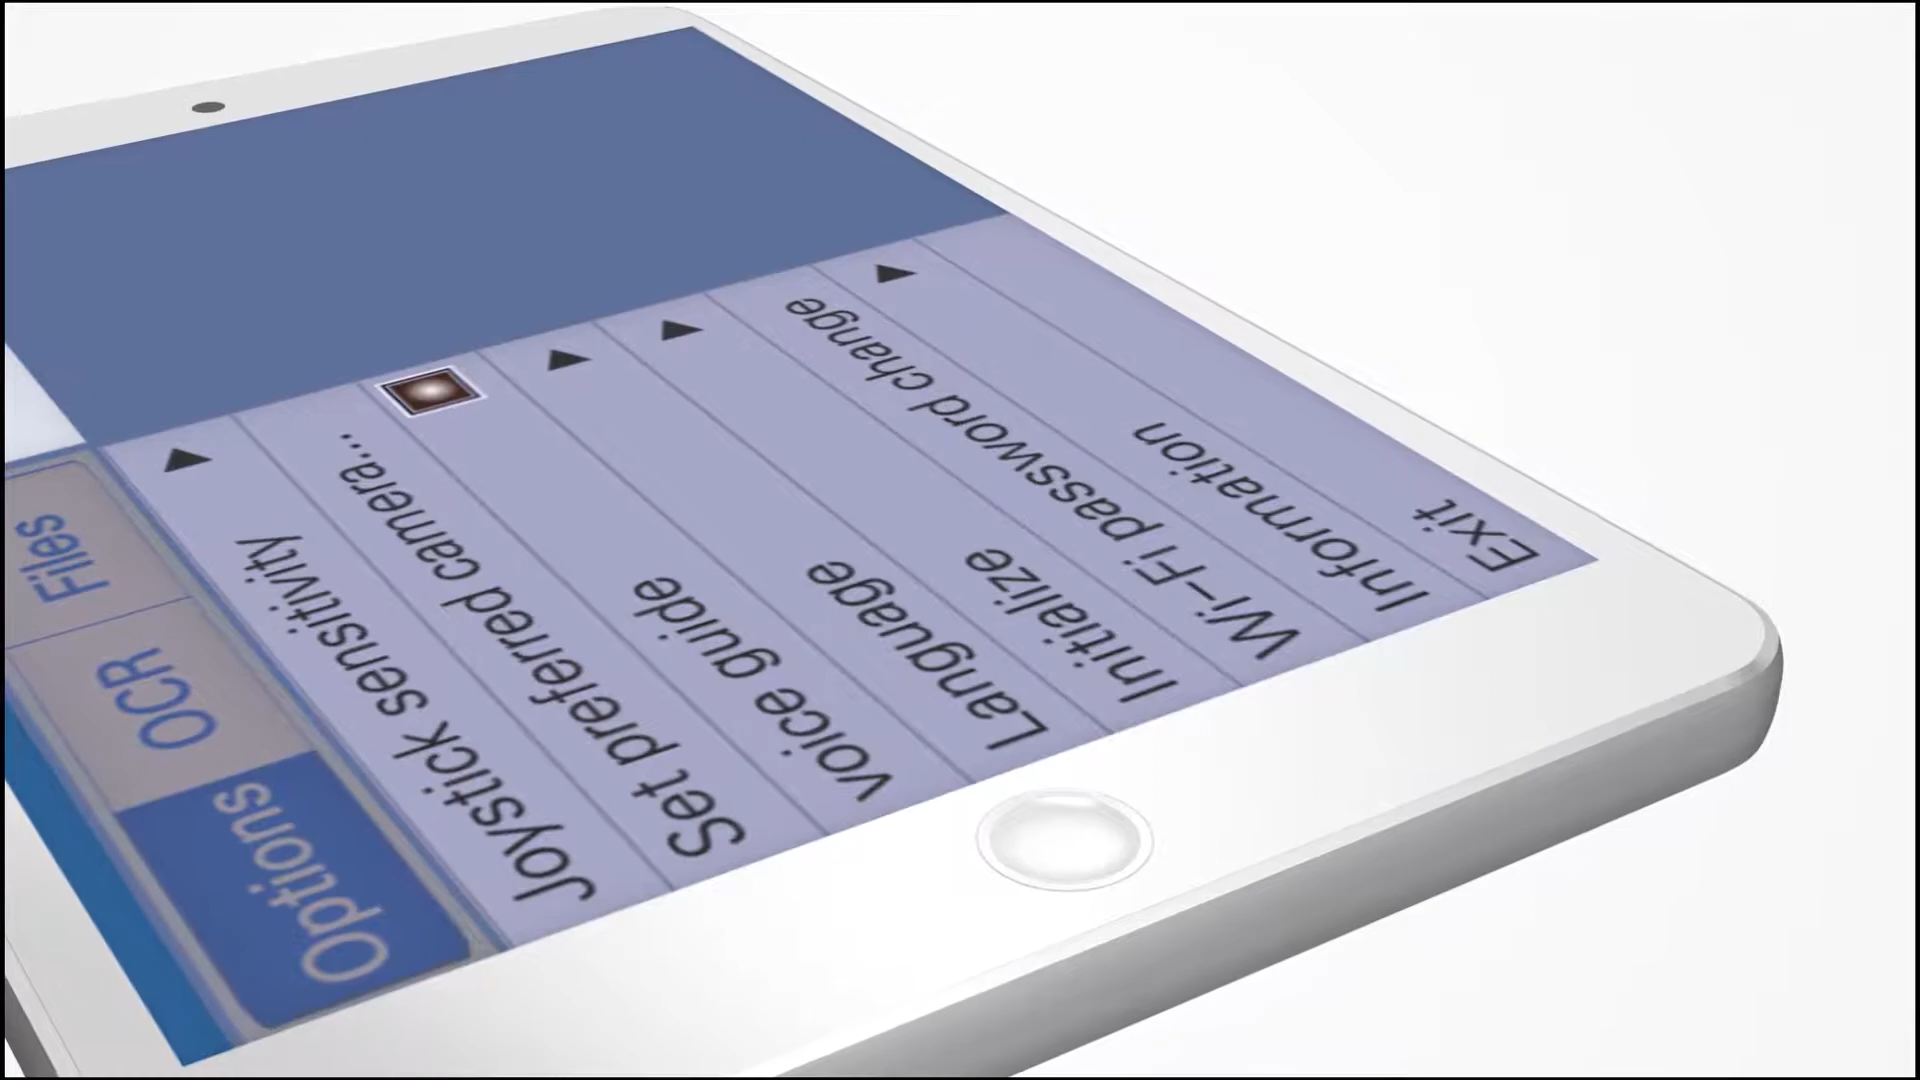 Options
OCR
Files
Joystick sensitivity
Set preferred camera...
voice guide
Language
Initialize
Wi-Fi password change
Information
Exit